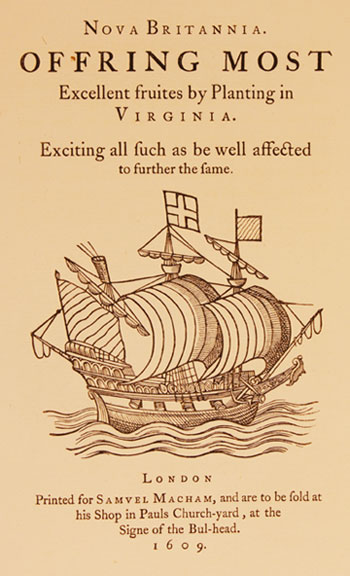 NOVA BRITANNIA.
OFFRING MOST
Excellent fruites by Planting in
VIRGINIA.
Exciting all ſuch as be well affected
to further the ſame.
LONDON
Printed for SAMVEL MACHAM, and are to be ſold at
his Shop in Pauls Church-yard, at the
Signe of the Bul-head.
1609.